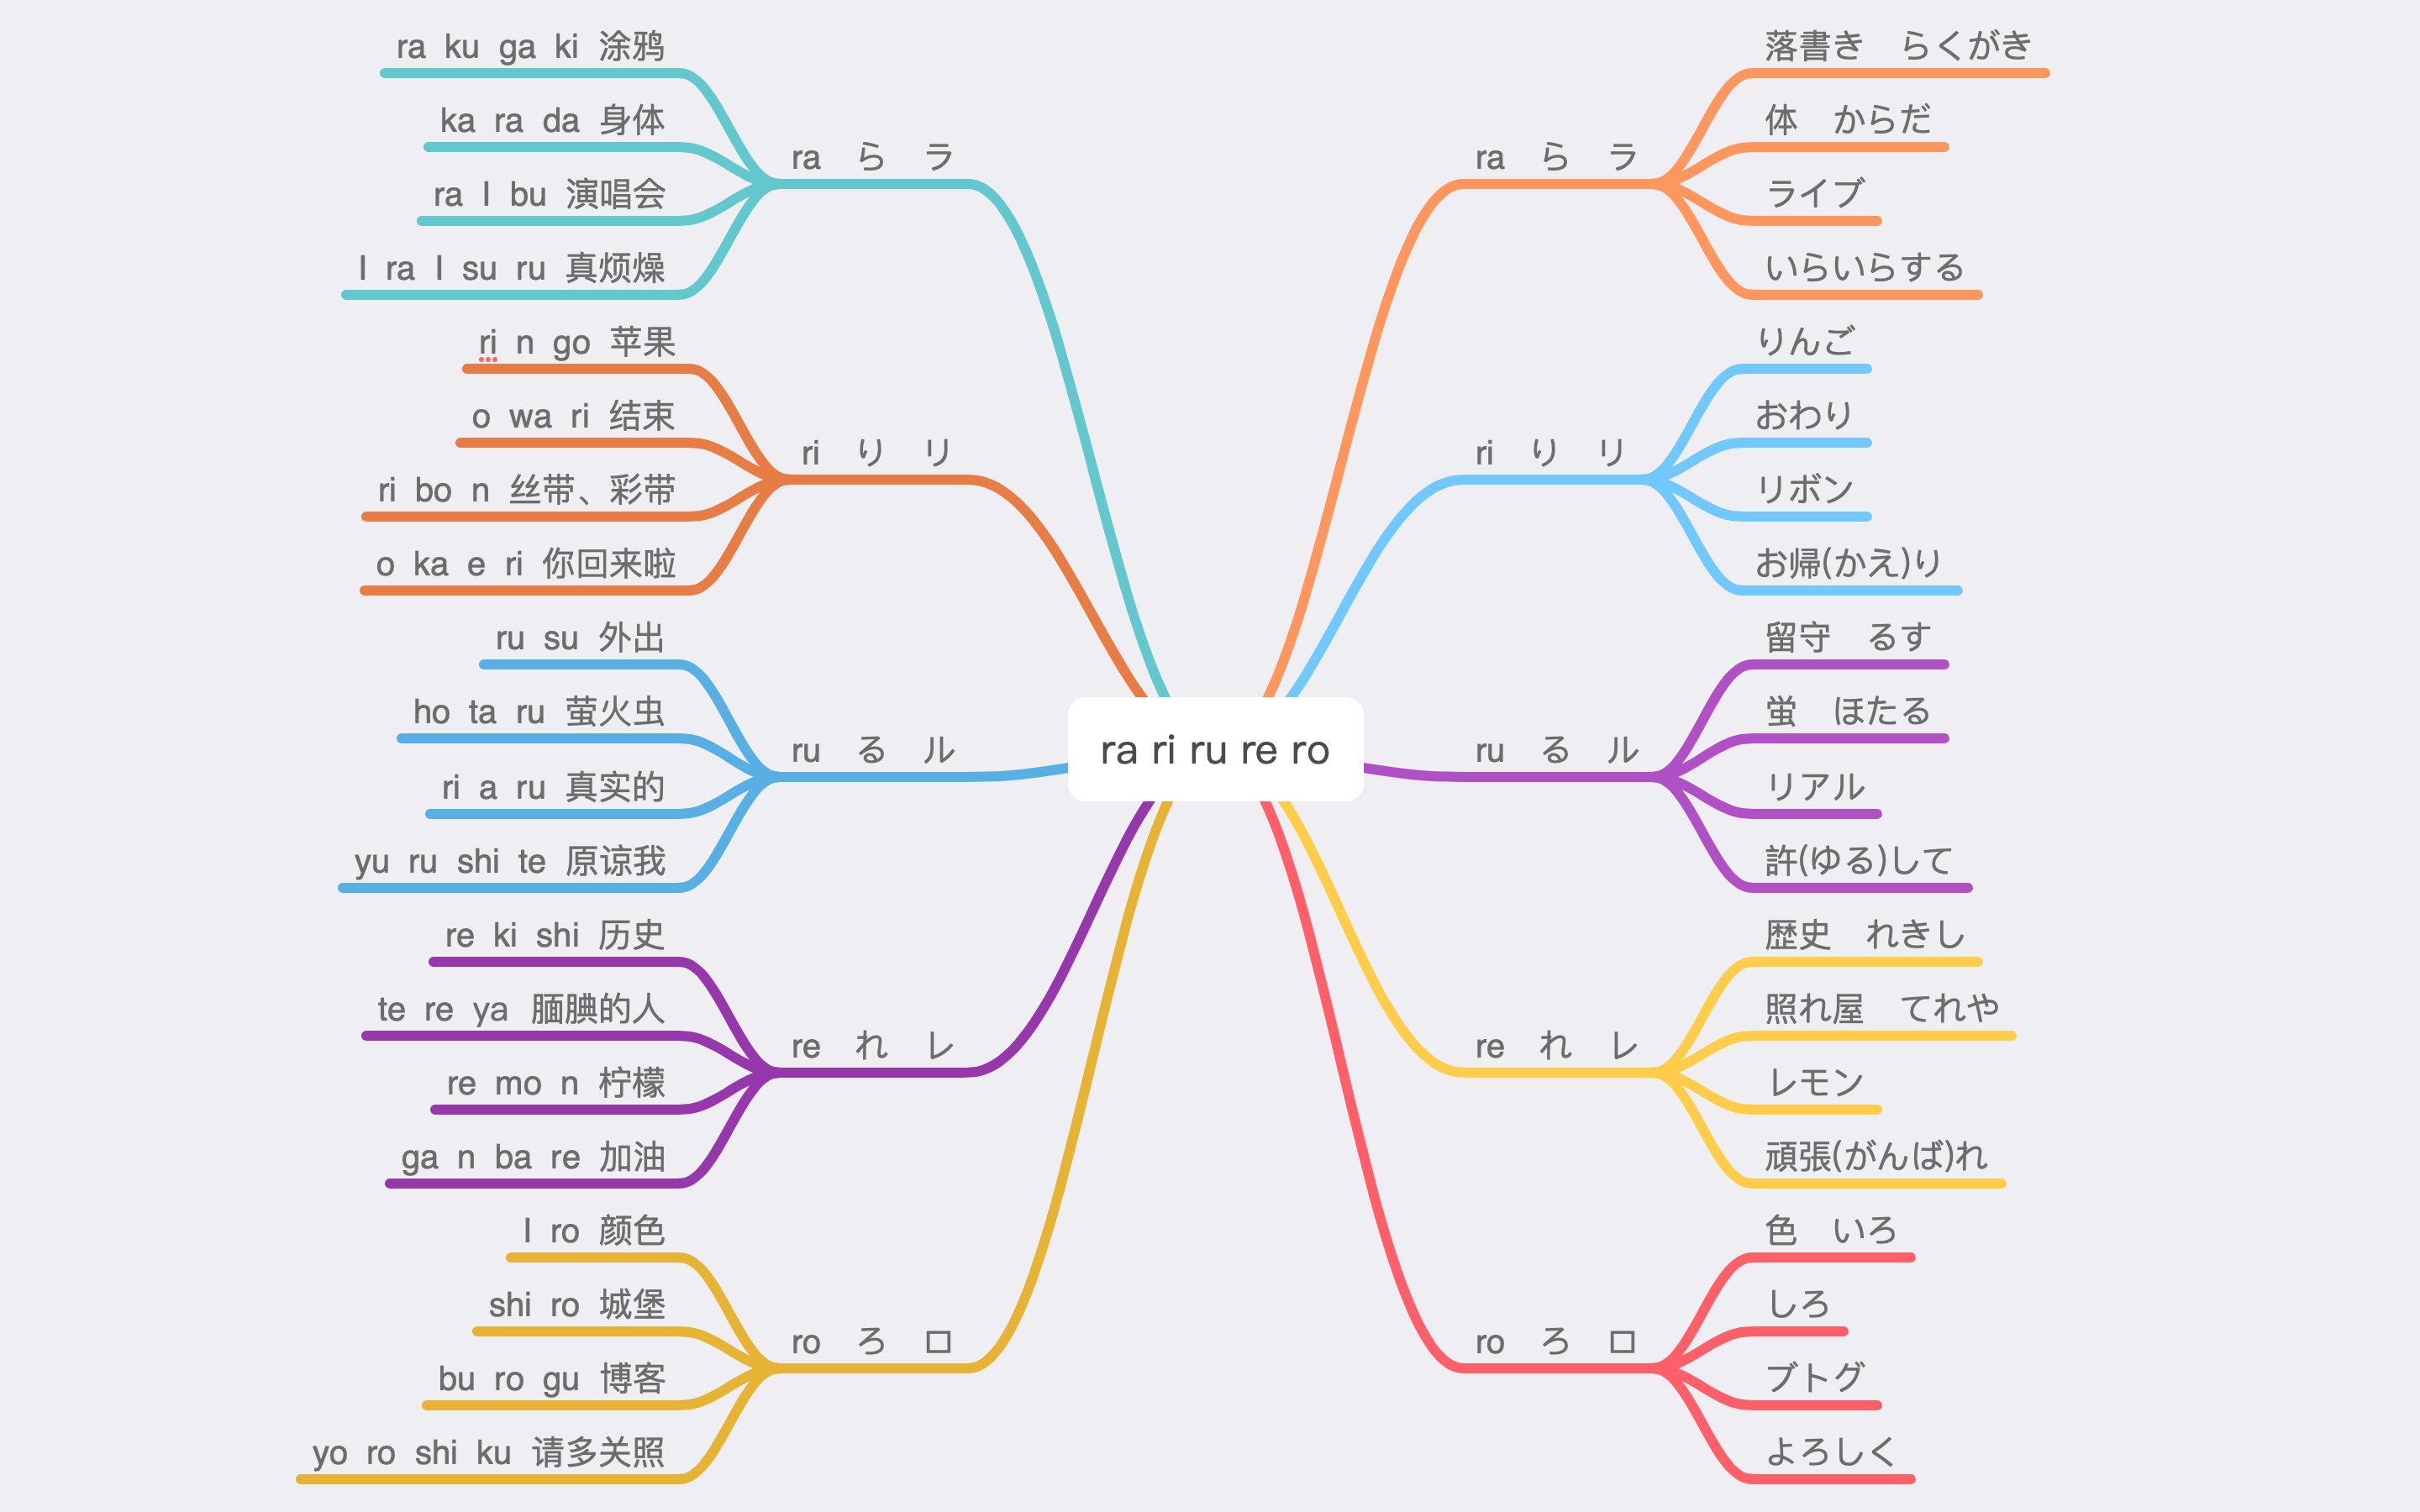 ra ri ru re ro
ra ら ラ
ra ku ga ki 涂鸦
ka ra da 身体
ra I bu 演唱会
I ra I su ru 真烦燥
ri り リ
ri n go 苹果
o wa ri 结束
ri bo n 丝带、彩带
o ka e ri 你回来啦
ru る ル
ru su 外出
ho ta ru 萤火虫
ri a ru 真实的
yu ru shi te 原谅我
re れ レ
re ki shi 历史
te re ya 腼腆的人
re mo n 柠檬
ga n ba re 加油
ro ろ ロ
I ro 颜色
shi ro 城堡
bu ro gu 博客
yo ro shi ku 请多关照
ra ら ラ
落書き らくがき
体 からだ
ライブ
いらいらする
ri り リ
りんご
おわり
リボン
お帰(かえ)り
ru る ル
留守 るす
蛍 ほたる
リアル
許(ゆる)して
re れ レ
歴史 れきし
照れ屋 てれや
レモン
頑張(がんば)れ
ro ろ ロ
色 いろ
しろ
ブトグ
よろしく